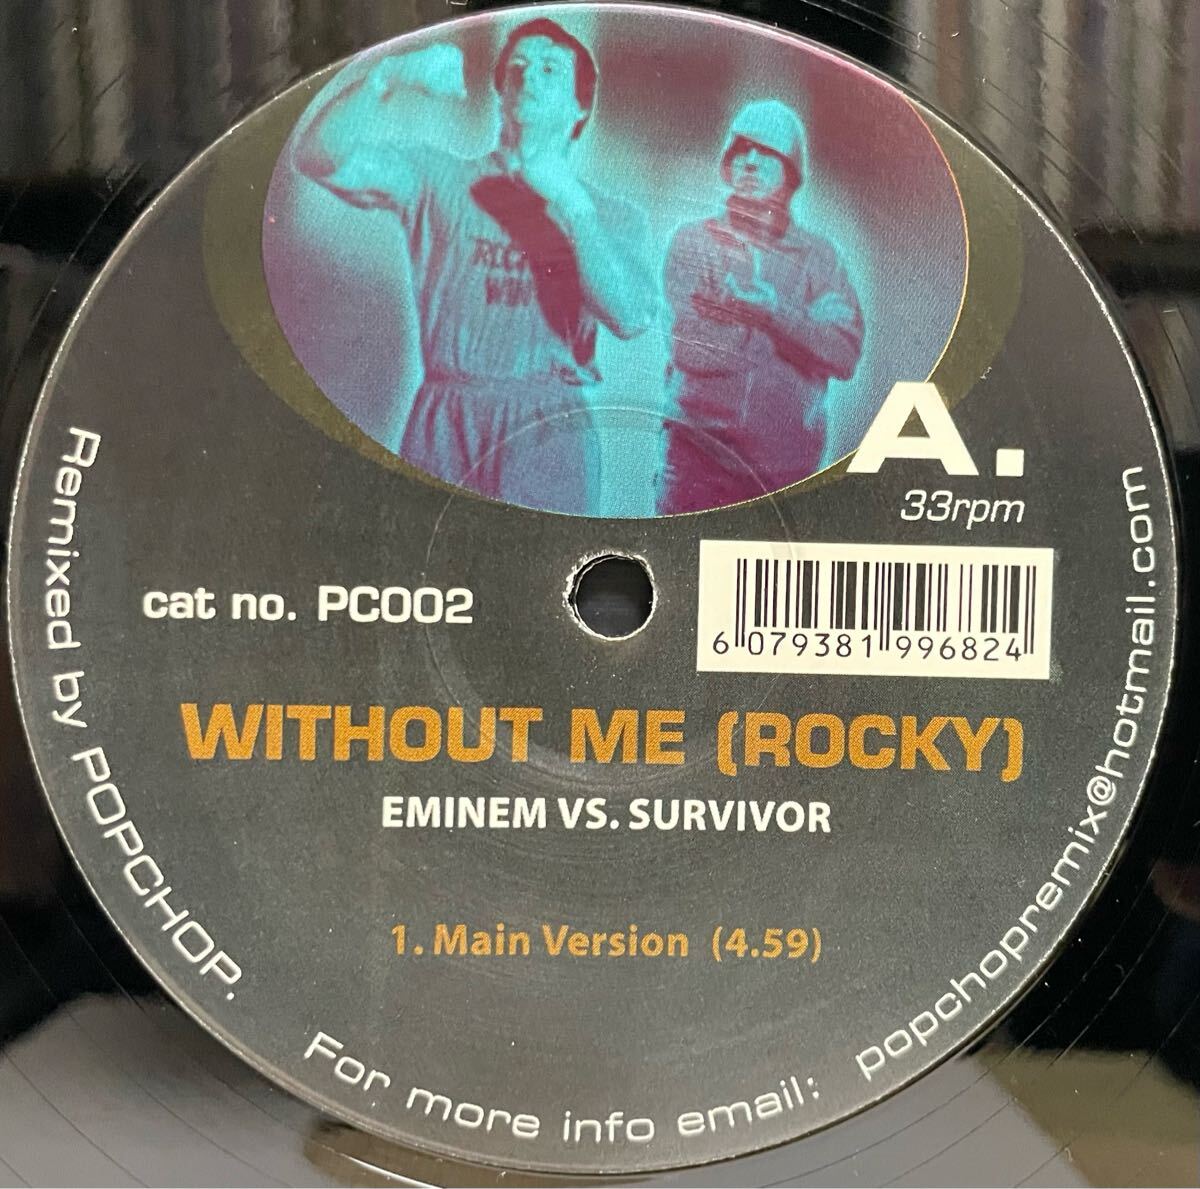 A.
33rpm
cat no. PC002
6 079381 996824
WITHOUT ME (ROCKY)
EMINEM VS. SURVIVOR
1. Main Version (4.59)
Remixed by POPCHOP.
For more info email: popchopremix@hotmail.com